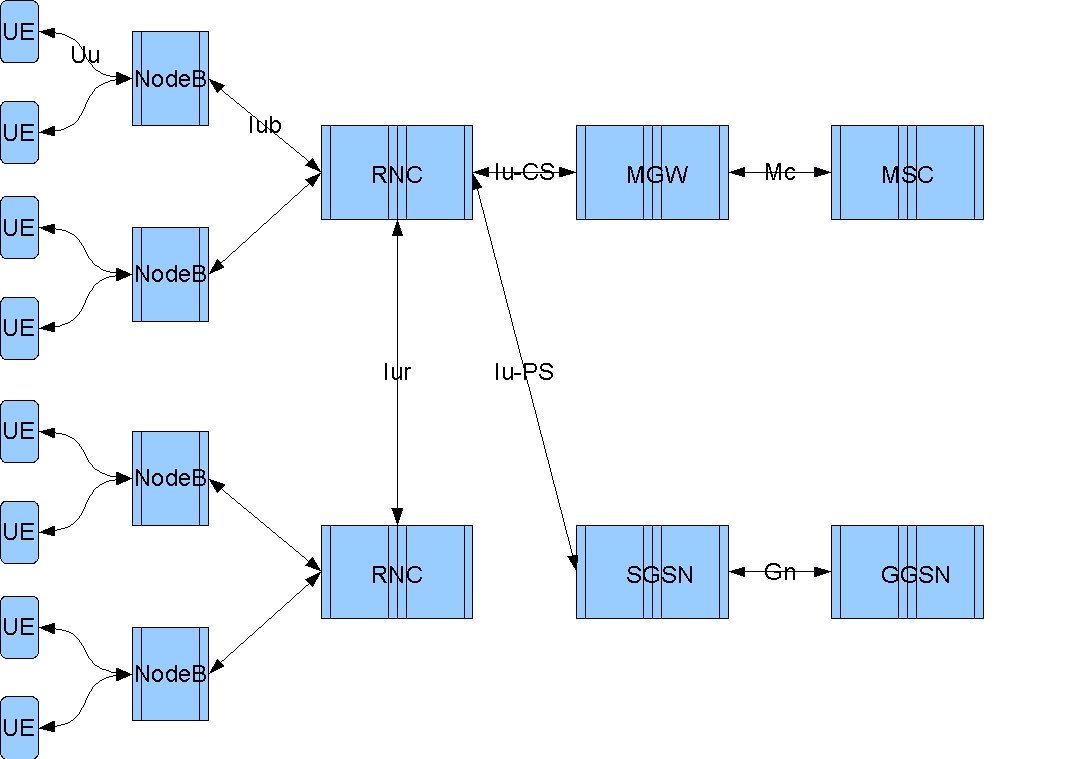 UE
Uu
NodeB
UE
Iub
RNC
Iu-CS
MGW
Mc
MSC
UE
NodeB
UE
Iur
Iu-PS
UE
NodeB
UE
RNC
SGSN
Gn
GGSN
UE
NodeB
UE